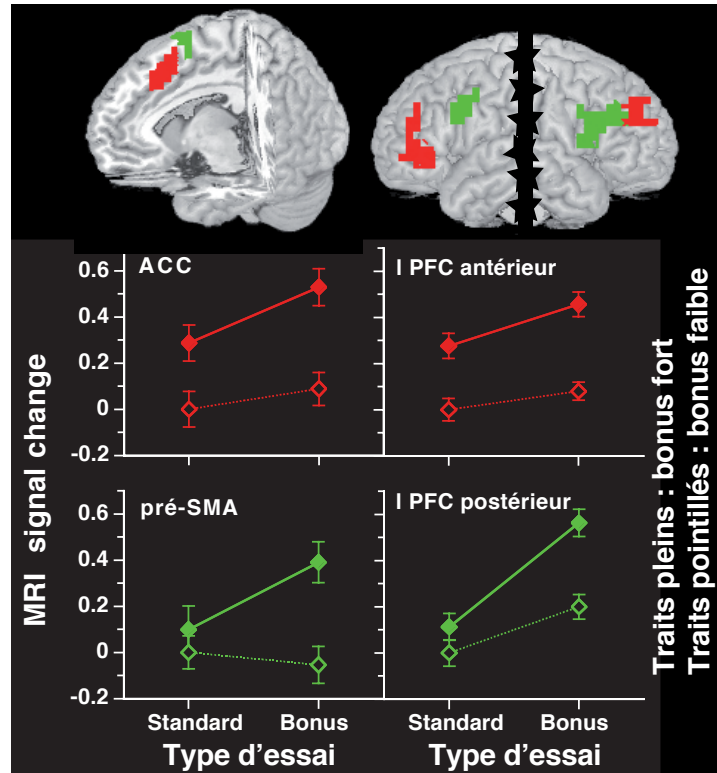 ACC
l PFC antérieur
0.6
0.4
0.2
0
-0.2
pré-SMA
l PFC postérieur
0.6
0.4
0.2
0
-0.2
MRI signal change
Standard Bonus Standard Bonus
Type d'essai Type d'essai
Traits pleins : bonus fort
Traits pointillés : bonus faible